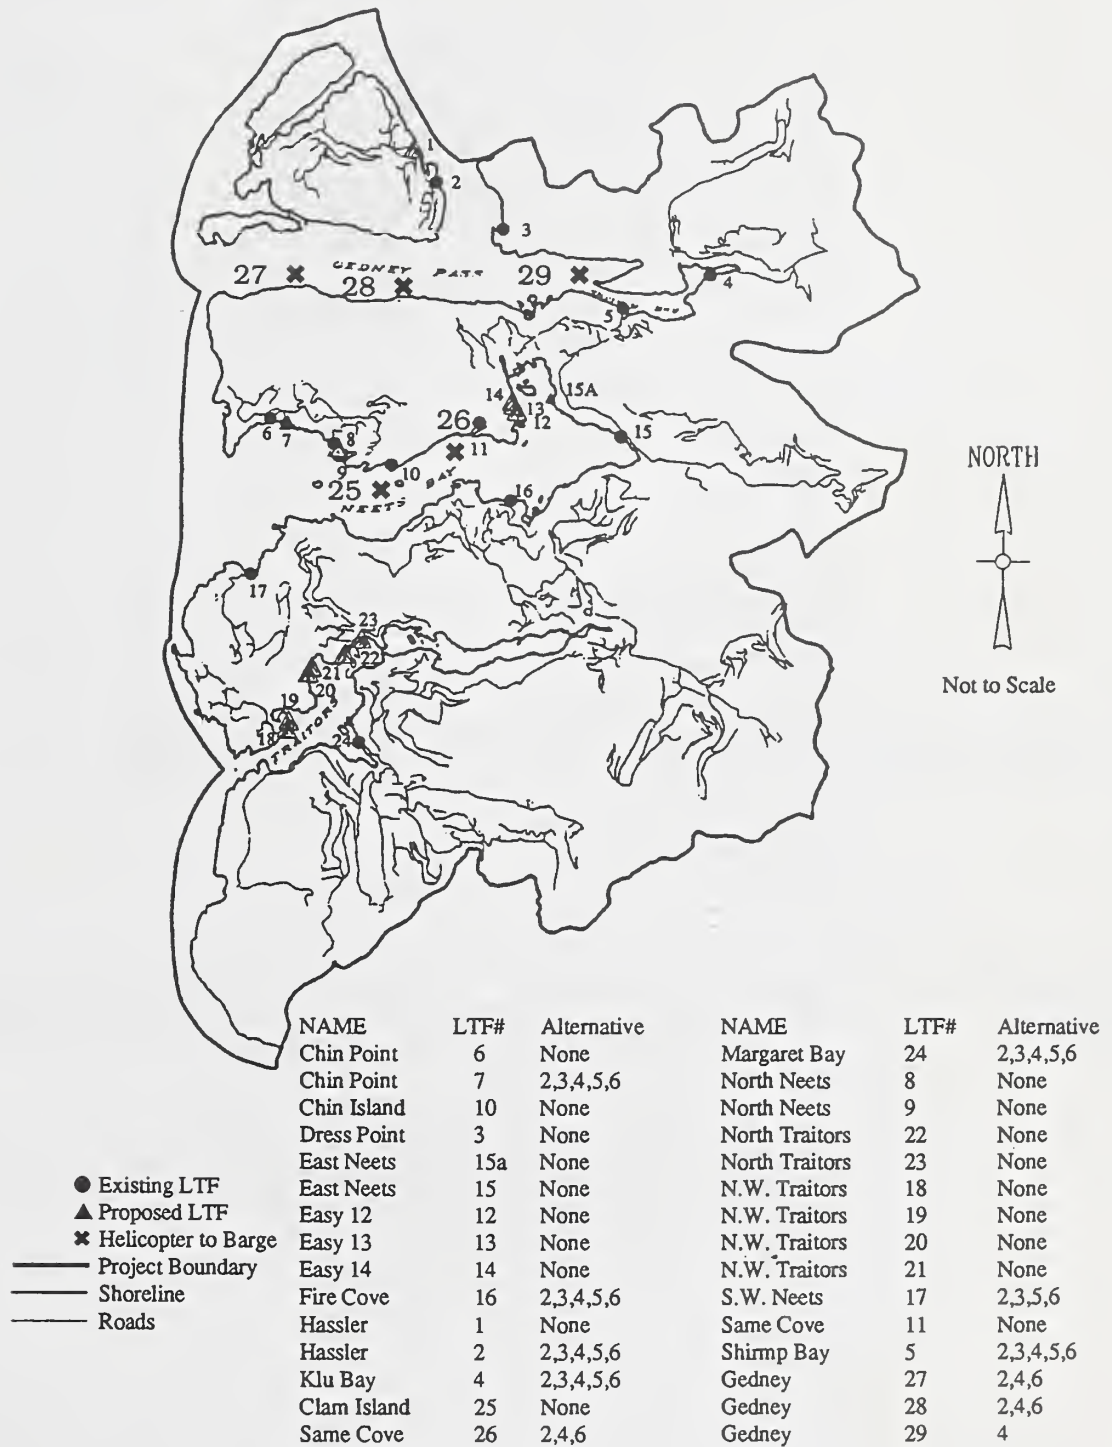 1
2
3
27 GEDNEY PASS 29
28
4
5
14
13
12
15A
6
7
8
26
11
15
9
10
25
NEETS BAY
16
17
23
22
21
20
19
18
TRAITORS
24
NORTH
Not to Scale
NAME LTF# Alternative NAME LTF# Alternative
Chin Point 6 None Margaret Bay 24 2,3,4,5,6
Chin Point 7 2,3,4,5,6 North Neets 8 None
Chin Island 10 None North Neets 9 None
Dress Point 3 None North Traitors 22 None
East Neets 15a None North Traitors 23 None
East Neets 15 None N.W. Traitors 18 None
Easy 12 12 None N.W. Traitors 19 None
Easy 13 13 None N.W. Traitors 20 None
Easy 14 14 None N.W. Traitors 21 None
Fire Cove 16 2,3,4,5,6 S.W. Neets 17 2,3,5,6
Hassler 1 None Same Cove 11 None
Hassler 2 2,3,4,5,6 Shirmp Bay 5 2,3,4,5,6
Klu Bay 4 2,3,4,5,6 Gedney 27 2,4,6
Clam Island 25 None Gedney 28 2,4,6
Same Cove 26 2,4,6 Gedney 29 4
Existing LTF
Proposed LTF
Helicopter to Barge
Project Boundary
Shoreline
Roads